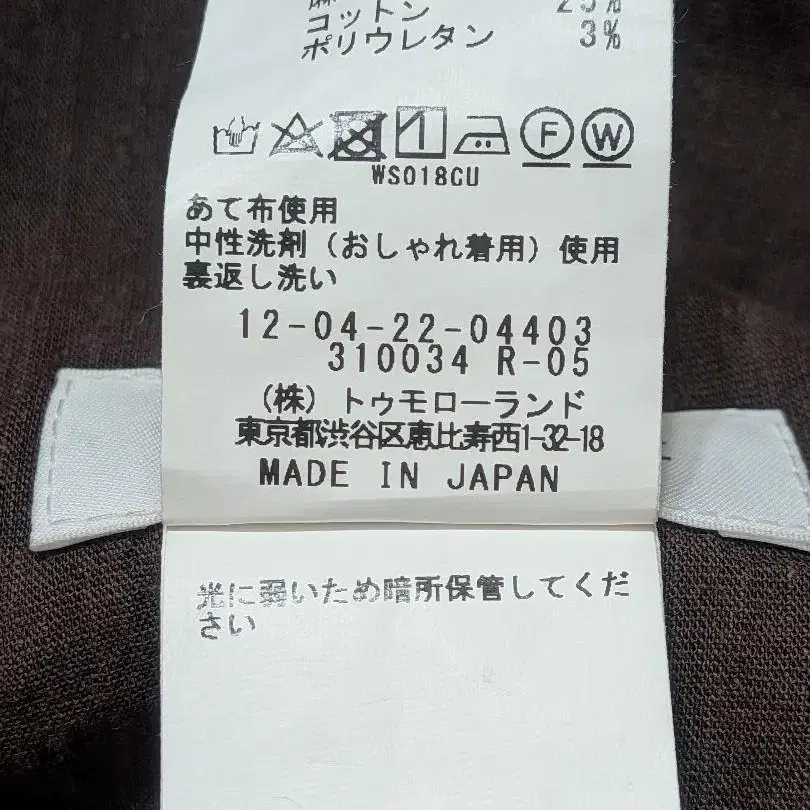 コットン
ポリウレタン 3%
F W
WS018CU
あて布使用
中性洗剤（おしゃれ着用）使用
裏返し洗い
12-04-22-04403
310034 R-05
（株）トゥモローランド
東京都渋谷区恵比寿西1-32-18
MADE IN JAPAN
光に弱いため暗所保管してくだ
さい